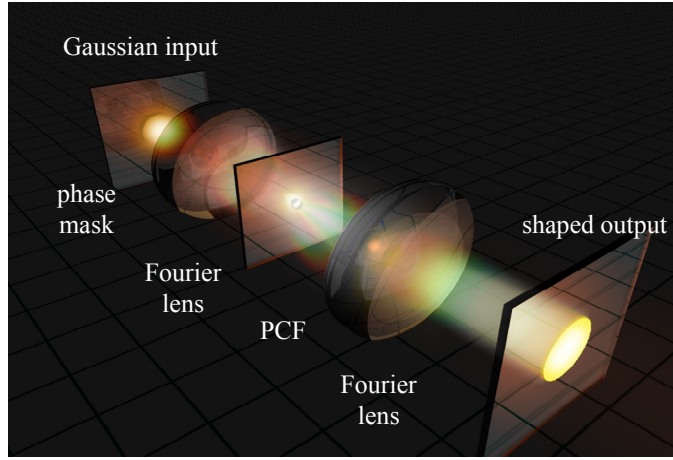 Gaussian input
phase
mask
Fourier
lens
PCF
Fourier
lens
shaped output